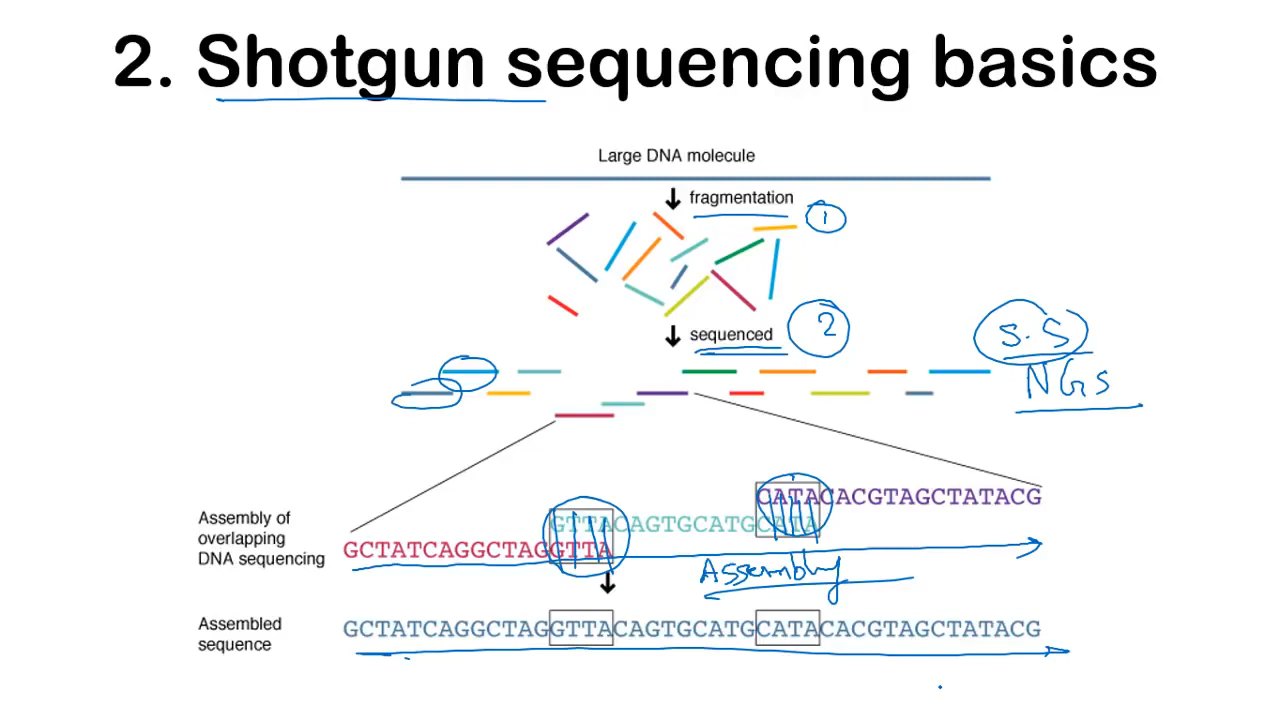 2. Shotgun sequencing basics
Large DNA molecule
fragmentation
1
sequenced
2
S.S
NGS
CATACACGTAGCTATACG
GTTACAGTGCATGCATA
GCTATCAGGCTAGGTTA
Assembly of
overlapping
DNA sequencing
Assembly
Assembled
sequence
GCTATCAGGCTAGGTTACAGTGCATGCATACACGTAGCTATACG